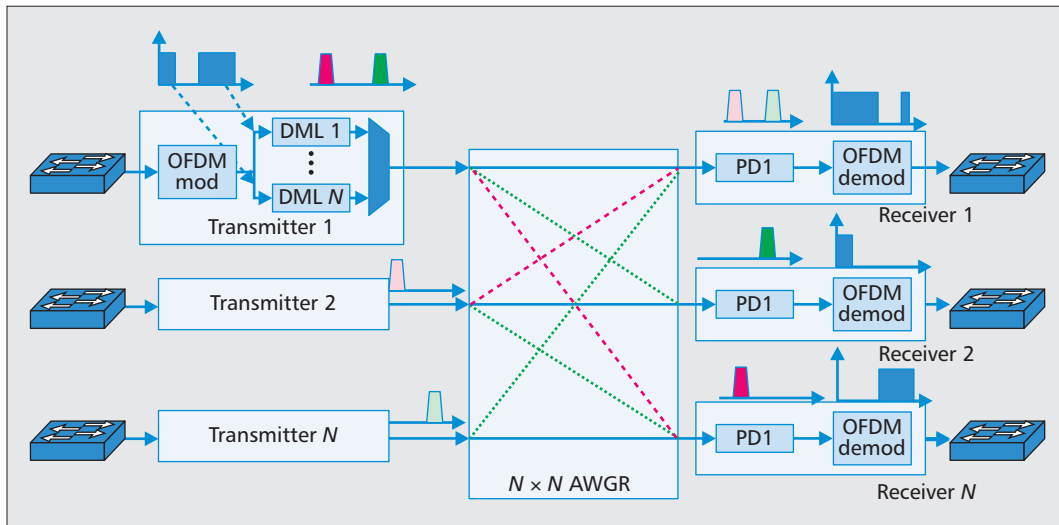 OFDM
mod
DML 1
DML N
Transmitter 1
PD1
OFDM
demod
Receiver 1
Transmitter 2
PD1
OFDM
demod
Receiver 2
Transmitter N
PD1
OFDM
demod
Receiver N
N × N AWGR